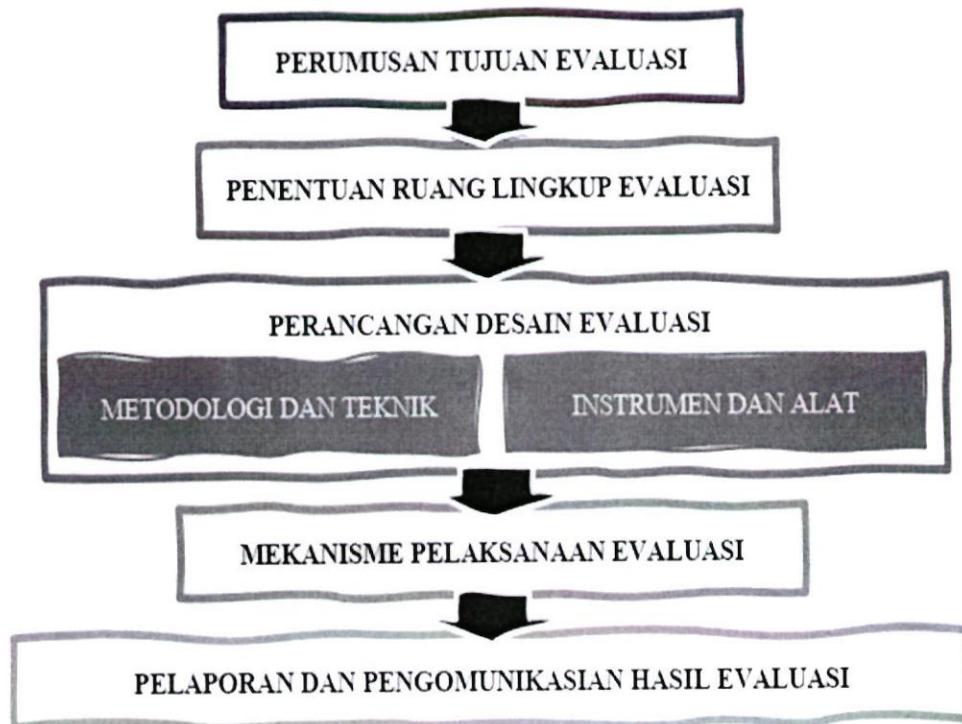 PERUMUSAN TUJUAN EVALUASI
PENENTUAN RUANG LINGKUP EVALUASI
PERANCANGAN DESAIN EVALUASI
METODOLOGI DAN TEKNIK
INSTRUMEN DAN ALAT
MEKANISME PELAKSANAAN EVALUASI
PELAPORAN DAN PENGOMUNIKASIAN HASIL EVALUASI